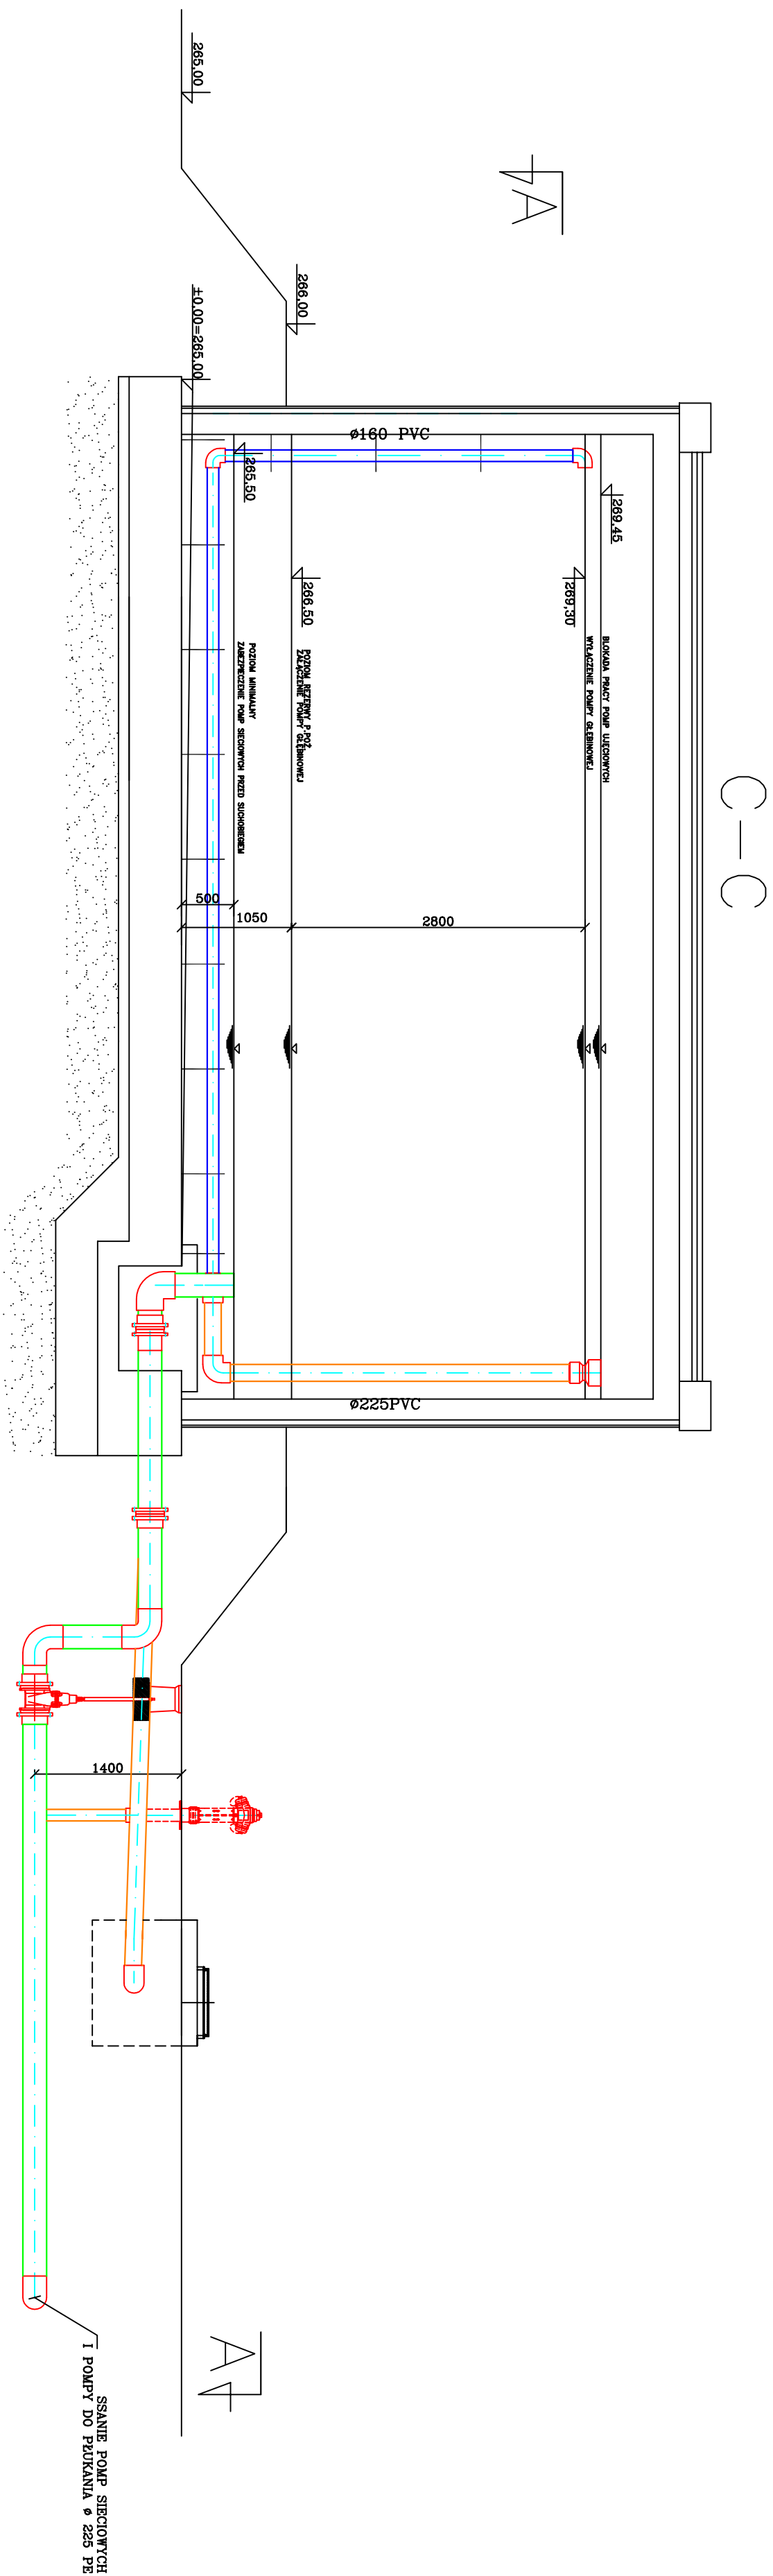 C — C
A
265,00
266,00
±0.00=265.00
ø160 PVC
269.45
BLOKADA PRACY POMP UJĘCIOWYCH
269,30
WYŁĄCZENIE POMPY GŁĘBINOWEJ
266.50
POZIOM REZERWY P.POŻ
ZAŁĄCZENIE POMPY GŁĘBINOWEJ
265.50
POZIOM MINIMALNY
ZABEZPIECZENIE POMP SIECIOWYCH PRZED SUCHOBIEGIEM
500
1050
2800
ø225PVC
1400
A
SSANIE POMP SIECIOWYCH
I POMPY DO PŁUKANIA ø 225 PE